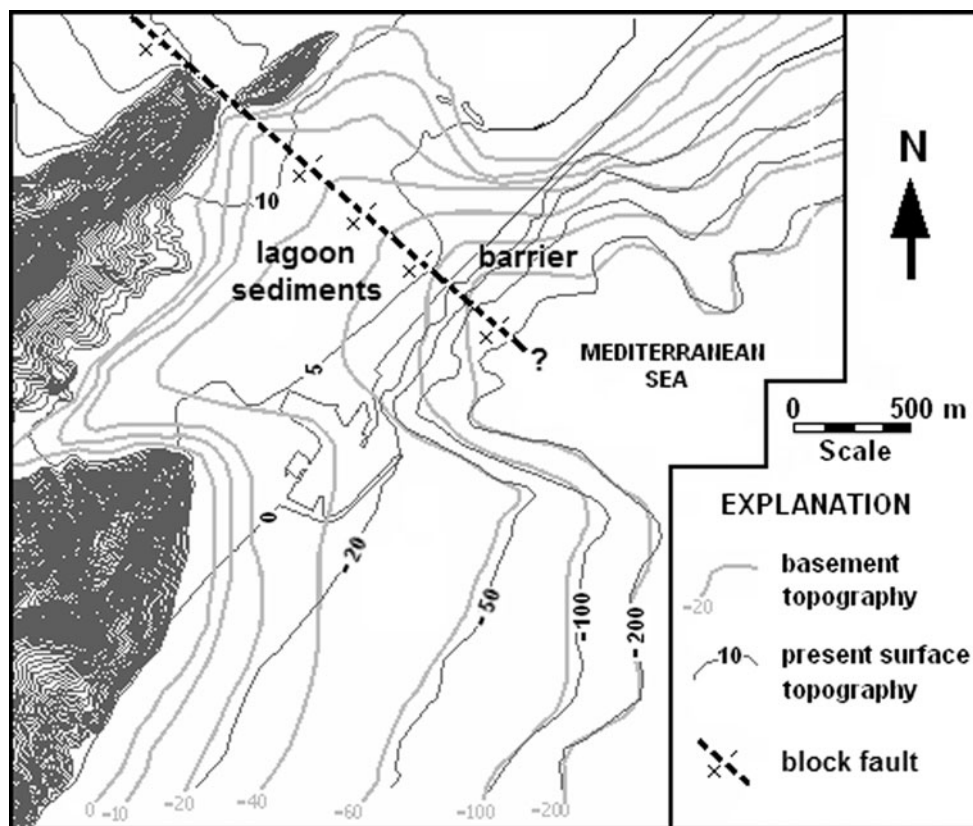 10
lagoon
sediments
barrier
5
?
MEDITERRANEAN
SEA
0
-20
-50
-100
-200
0
-10
-20
-40
-60
-100
-200
N
0 500 m
Scale
EXPLANATION
basement
topography
-20
10
present surface
topography
block fault